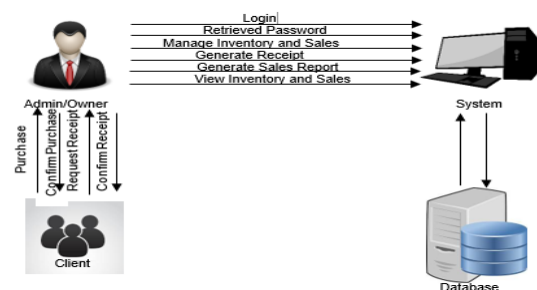 Login
Retrieved Password
Manage Inventory and Sales
Generate Receipt
Generate Sales Report
View Inventory and Sales
Admin/Owner
System
Purchase
Confirm Purchase
Request Receipt
Confirm Receipt
Client
Database